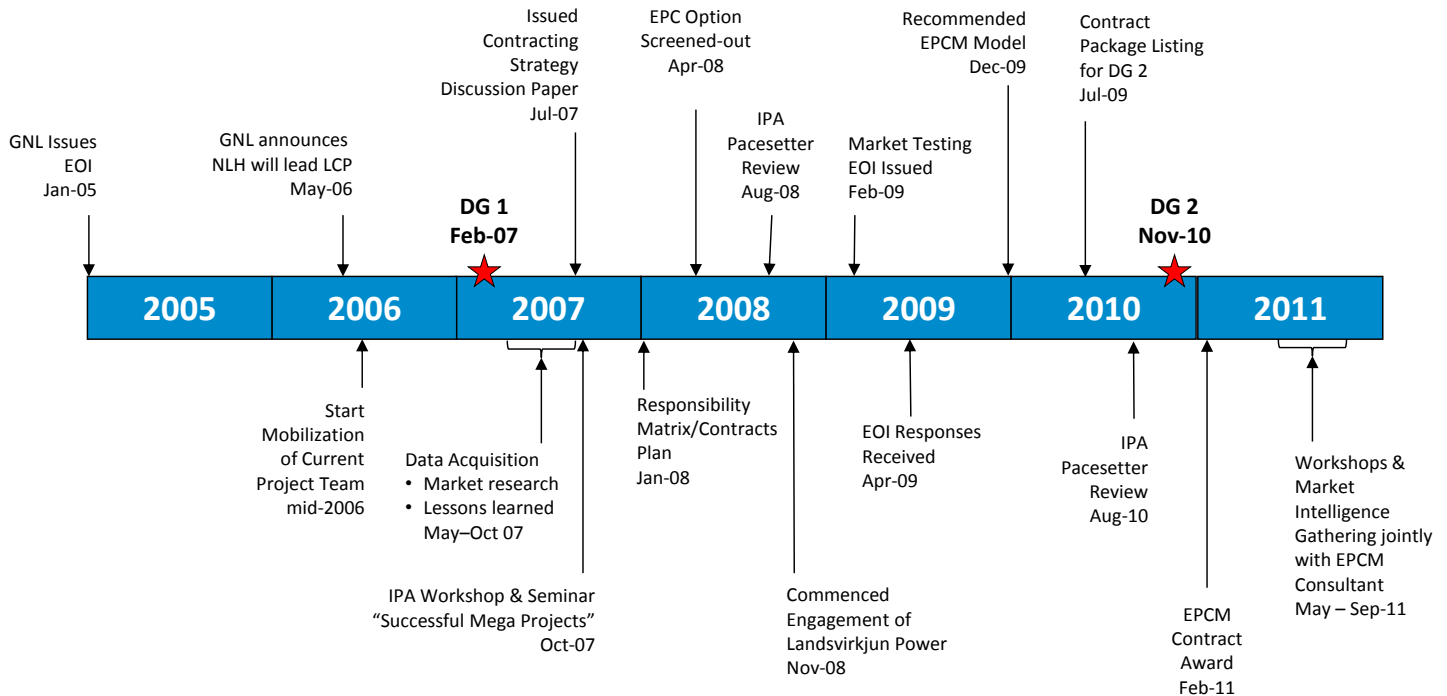 GNL Issues
EOI
Jan-05
GNL announces
NLH will lead LCP
May-06
DG 1
Feb-07
Issued
Contracting
Strategy
Discussion Paper
Jul-07
EPC Option
Screened-out
Apr-08
IPA
Pacesetter
Review
Aug-08
Market Testing
EOI Issued
Feb-09
Recommended
EPCM Model
Dec-09
Contract
Package Listing
for DG 2
Jul-09
DG 2
Nov-10
2005
2006
2007
2008
2009
2010
2011
Start
Mobilization
of Current
Project Team
mid-2006
Data Acquisition
• Market research
• Lessons learned
May–Oct 07
IPA Workshop & Seminar
“Successful Mega Projects”
Oct-07
Responsibility
Matrix/Contracts
Plan
Jan-08
Commenced
Engagement of
Landsvirkjun Power
Nov-08
EOI Responses
Received
Apr-09
IPA
Pacesetter
Review
Aug-10
EPCM
Contract
Award
Feb-11
Workshops &
Market
Intelligence
Gathering jointly
with EPCM
Consultant
May – Sep-11